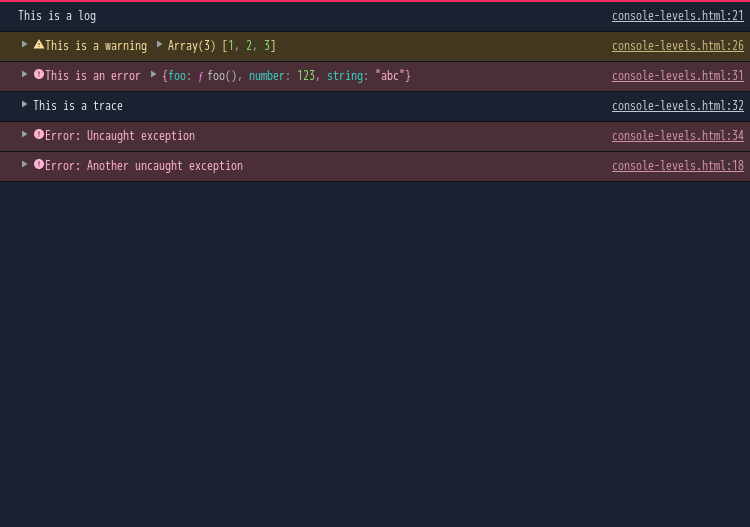 This is a log console-levels.html:21
This is a warning Array(3) [1, 2, 3] console-levels.html:26
This is an error {foo: ƒ foo(), number: 123, string: "abc"} console-levels.html:31
This is a trace console-levels.html:32
Error: Uncaught exception console-levels.html:34
Error: Another uncaught exception console-levels.html:18